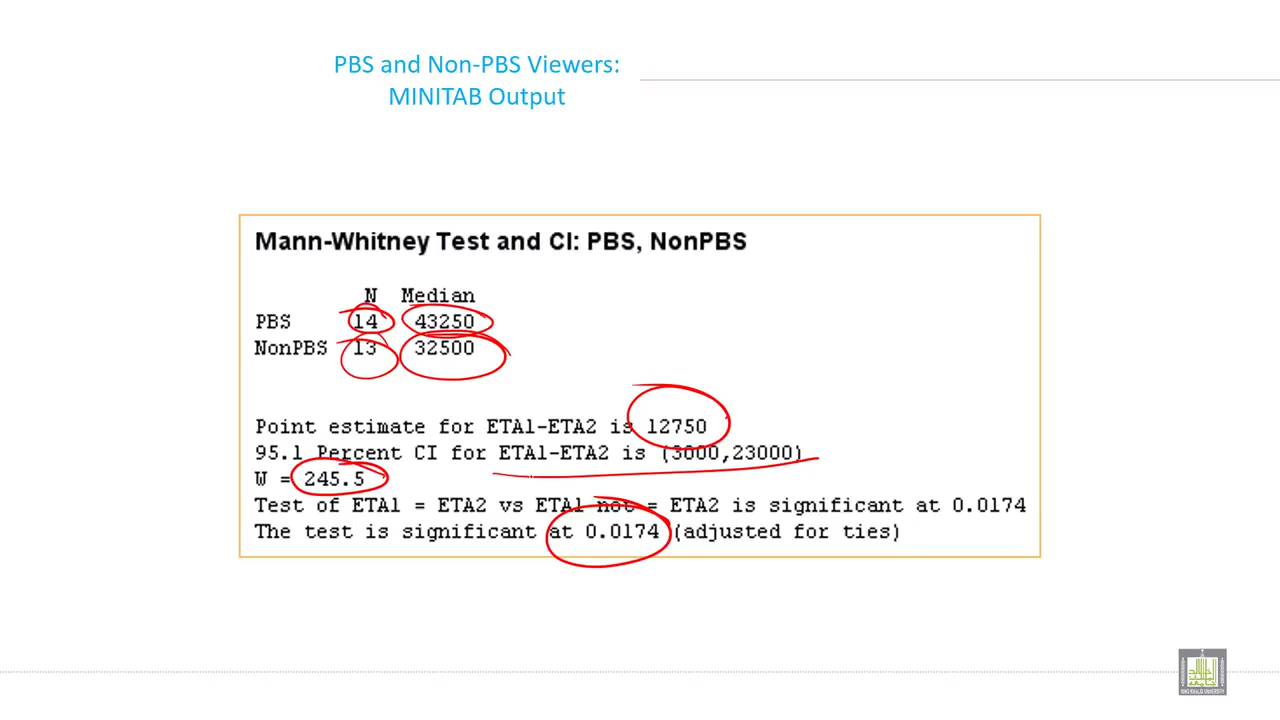 PBS and Non-PBS Viewers:
MINITAB Output
Mann-Whitney Test and CI: PBS, NonPBS
N Median
PBS 14 43250
NonPBS 13 32500
Point estimate for ETA1-ETA2 is 12750
95.1 Percent CI for ETA1-ETA2 is (3000,23000)
W = 245.5
Test of ETA1 = ETA2 vs ETA1 not = ETA2 is significant at 0.0174
The test is significant at 0.0174 (adjusted for ties)
KING KHALID UNIVERSITY